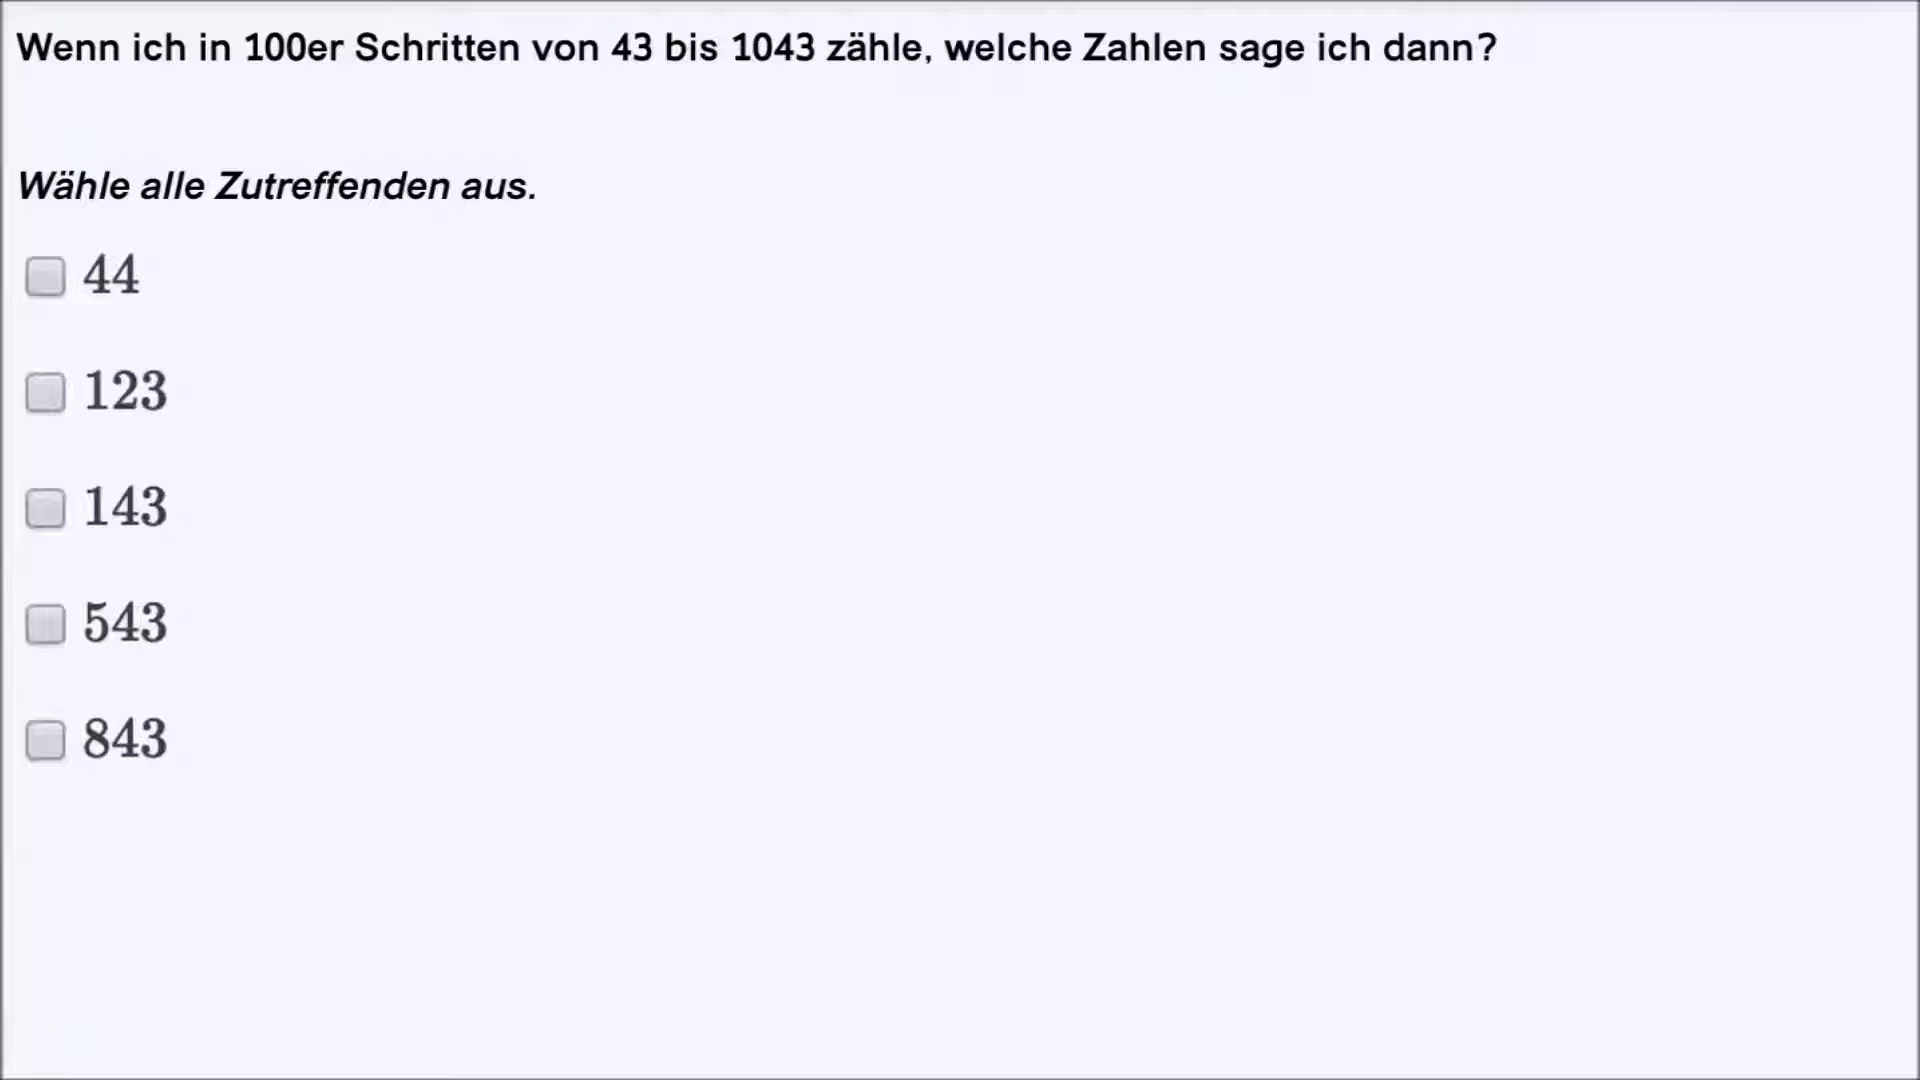 Wenn ich in 100er Schritten von 43 bis 1043 zähle, welche Zahlen sage ich dann?
Wähle alle Zutreffenden aus.
44
123
143
543
843